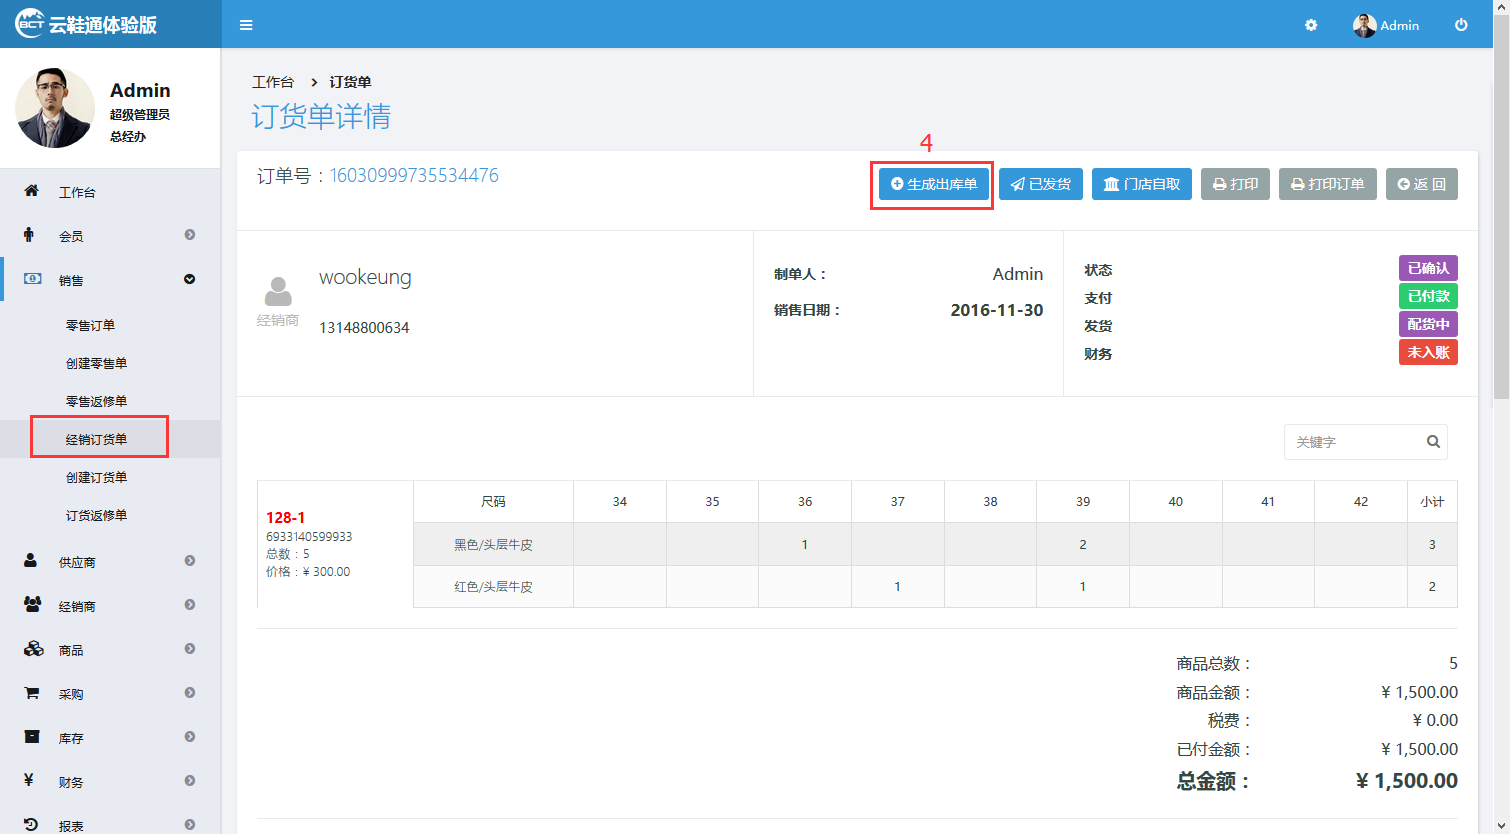 BCT 云鞋通体验版
Admin
Admin
超级管理员
总经办
工作台
会员
销售
零售订单
创建零售单
零售返修单
经销订货单
创建订货单
订货返修单
供应商
经销商
商品
采购
库存
¥ 财务
报表
工作台 > 订货单
订货单详情
4
订单号：16030999735534476
生成出库单 已发货 门店自取 打印 打印订单 返 回
wookeung
经销商
13148800634
制单人： Admin
销售日期： 2016-11-30
状态 已确认
支付 已付款
发货 配货中
财务 未入账
关键字
128-1
6933140599933
总数：5
价格：¥ 300.00
尺码 34 35 36 37 38 39 40 41 42 小计
黑色/头层牛皮 1 2 3
红色/头层牛皮 1 1 2
商品总数： 5
商品金额： ¥ 1,500.00
税费： ¥ 0.00
已付金额： ¥ 1,500.00
总金额： ¥ 1,500.00